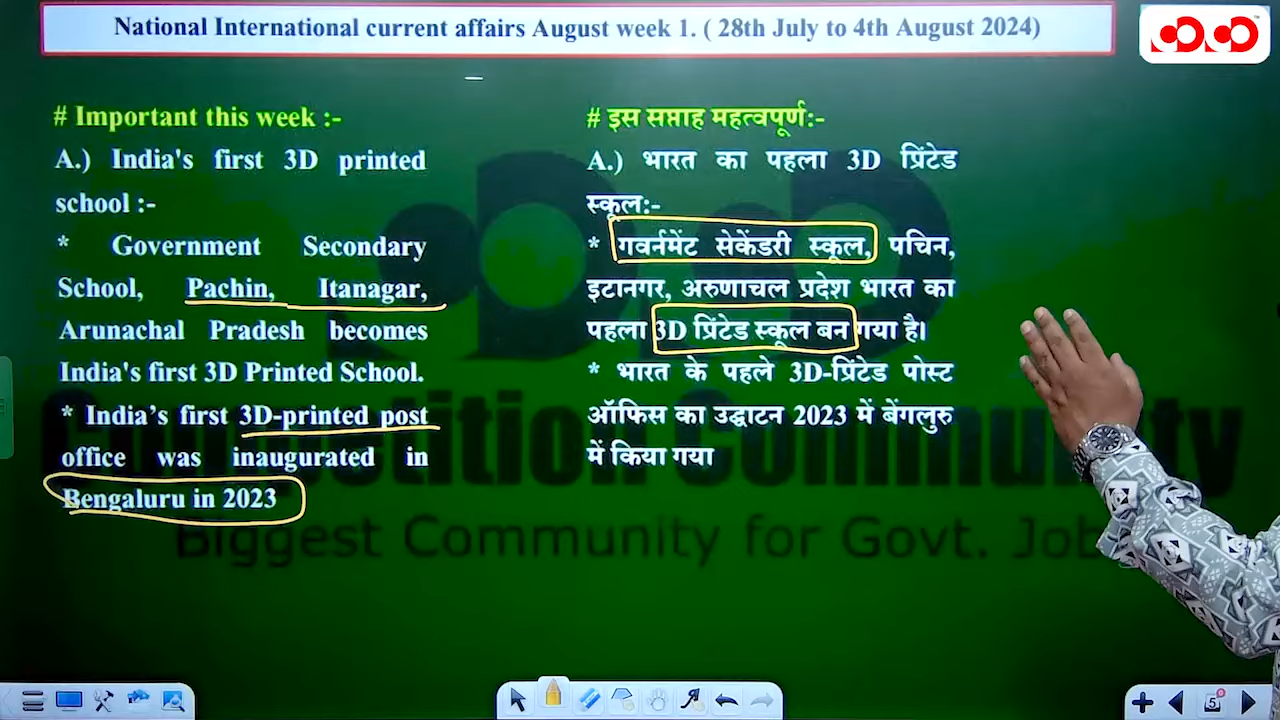 National International current affairs August week 1. ( 28th July to 4th August 2024)
# Important this week :-
A.) India's first 3D printed
school :-
* Government Secondary
School, Pachin, Itanagar,
Arunachal Pradesh becomes
India's first 3D Printed School.
* India’s first 3D-printed post
office was inaugurated in
Bengaluru in 2023
# इस सप्ताह महत्वपूर्ण:-
A.) भारत का पहला 3D प्रिंटेड
स्कूल:-
* गवर्नमेंट सेकेंडरी स्कूल, पचिन,
इटानगर, अरुणाचल प्रदेश भारत का
पहला 3D प्रिंटेड स्कूल बन गया है।
* भारत के पहले 3D-प्रिंटेड पोस्ट
ऑफिस का उद्घाटन 2023 में बेंगलुरु
में किया गया
Competition Community
Biggest Community for Govt. Job
5